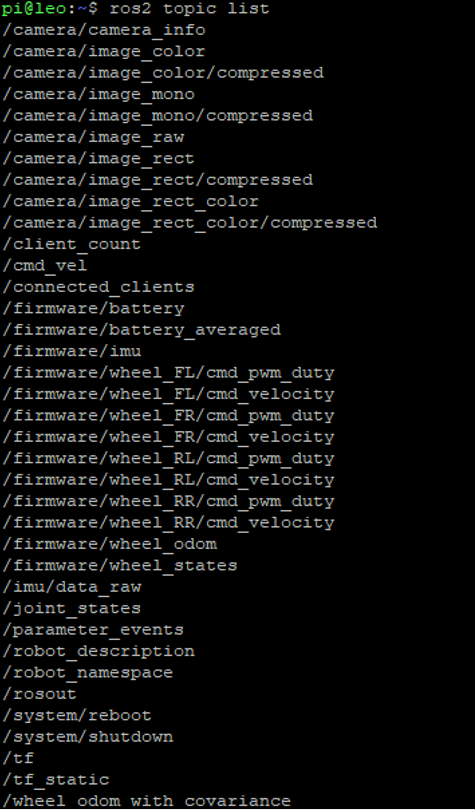 pi@leo:~$ ros2 topic list
/camera/camera_info
/camera/image_color
/camera/image_color/compressed
/camera/image_mono
/camera/image_mono/compressed
/camera/image_raw
/camera/image_rect
/camera/image_rect/compressed
/camera/image_rect_color
/camera/image_rect_color/compressed
/client_count
/cmd_vel
/connected_clients
/firmware/battery
/firmware/battery_averaged
/firmware/imu
/firmware/wheel_FL/cmd_pwm_duty
/firmware/wheel_FL/cmd_velocity
/firmware/wheel_FR/cmd_pwm_duty
/firmware/wheel_FR/cmd_velocity
/firmware/wheel_RL/cmd_pwm_duty
/firmware/wheel_RL/cmd_velocity
/firmware/wheel_RR/cmd_pwm_duty
/firmware/wheel_RR/cmd_velocity
/firmware/wheel_odom
/firmware/wheel_states
/imu/data_raw
/joint_states
/parameter_events
/robot_description
/robot_namespace
/rosout
/system/reboot
/system/shutdown
/tf
/tf_static
/wheel_odom_with_covariance